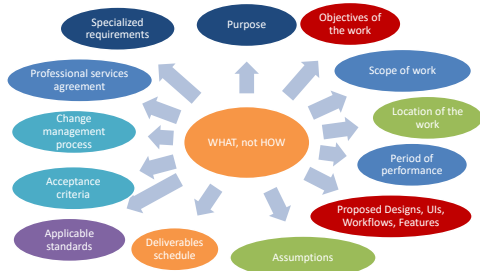 Specialized
requirements
Purpose
Objectives of
the work
Professional services
agreement
Scope of work
Change
management
process
WHAT, not HOW
Location of the
work
Period of
performance
Acceptance
criteria
Proposed Designs, UIs,
Workflows, Features
Applicable
standards
Deliverables
schedule
Assumptions